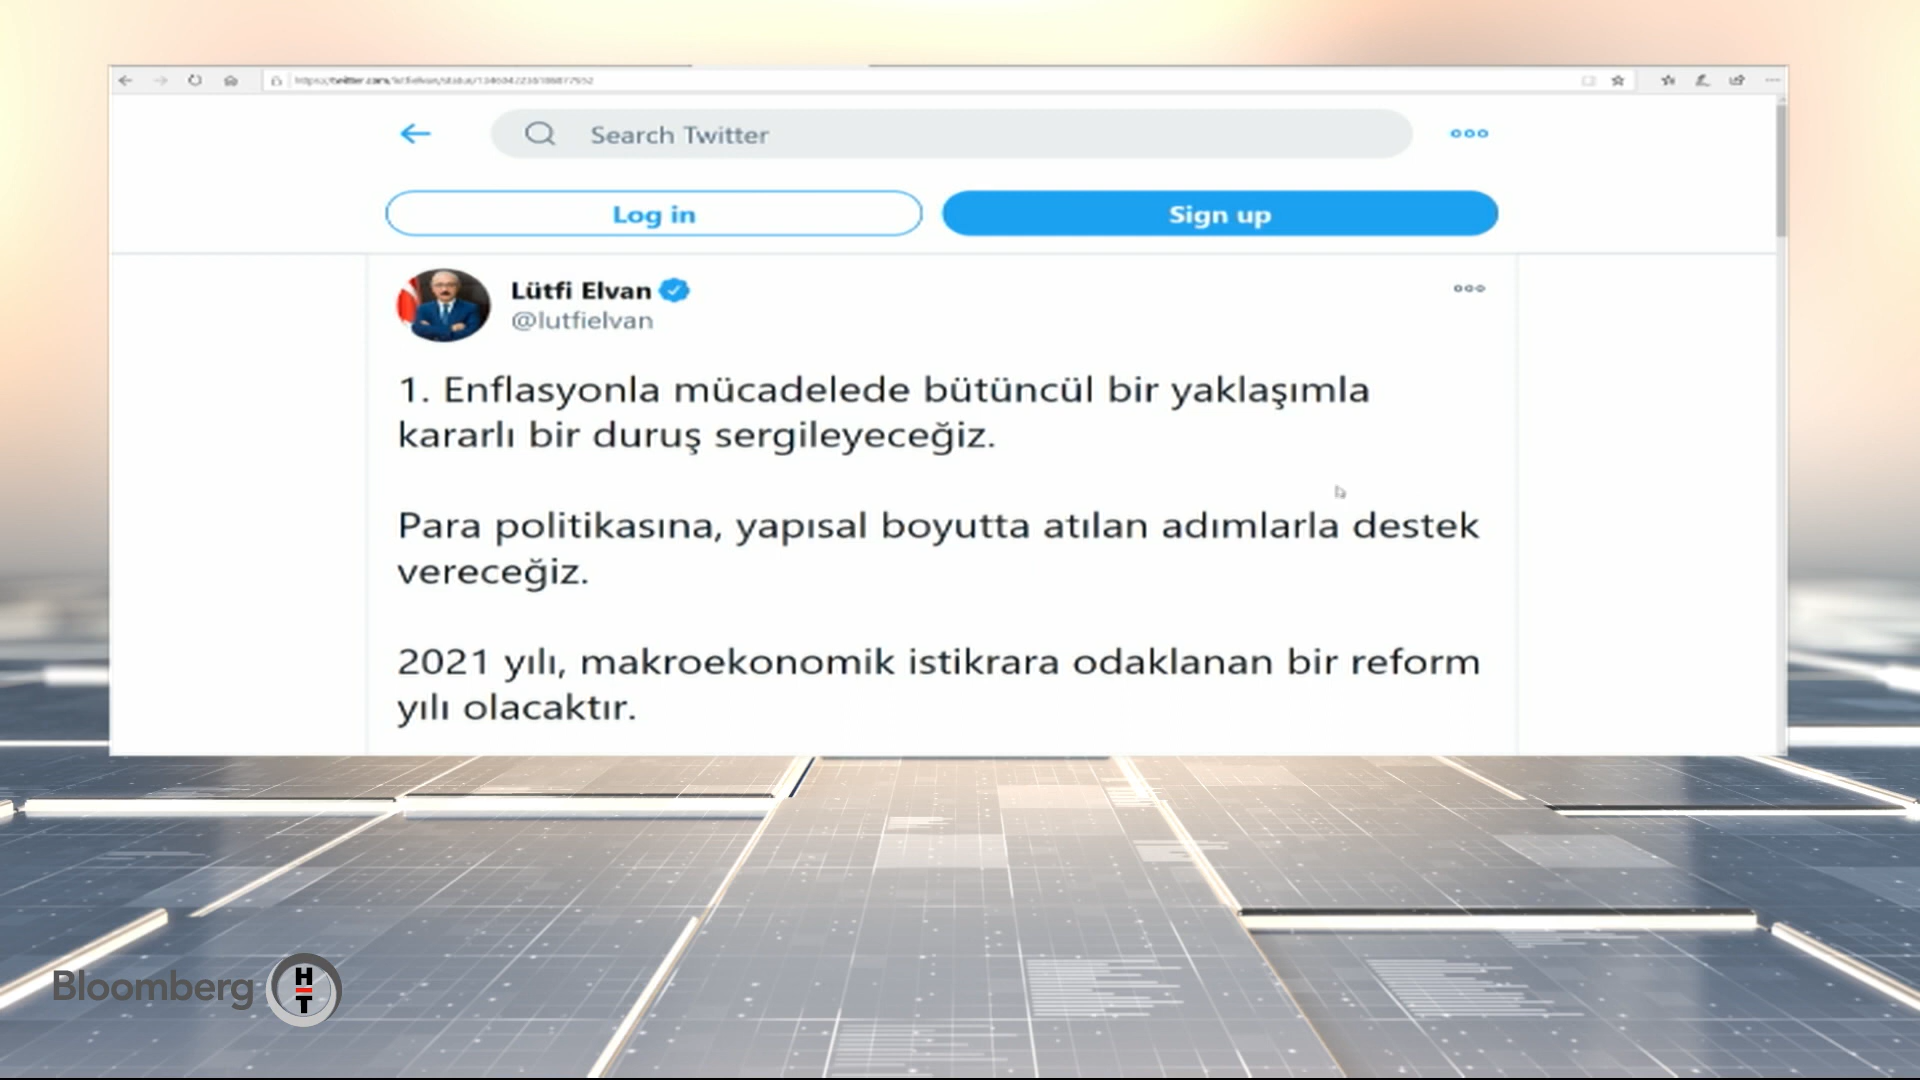 Search Twitter
Log in
Sign up
Lütfi Elvan
@lutfielvan
1. Enflasyonla mücadelede bütüncül bir yaklaşımla
kararlı bir duruş sergileyeceğiz.
Para politikasına, yapısal boyutta atılan adımlarla destek
vereceğiz.
2021 yılı, makroekonomik istikrara odaklanan bir reform
yılı olacaktır.
Bloomberg HT